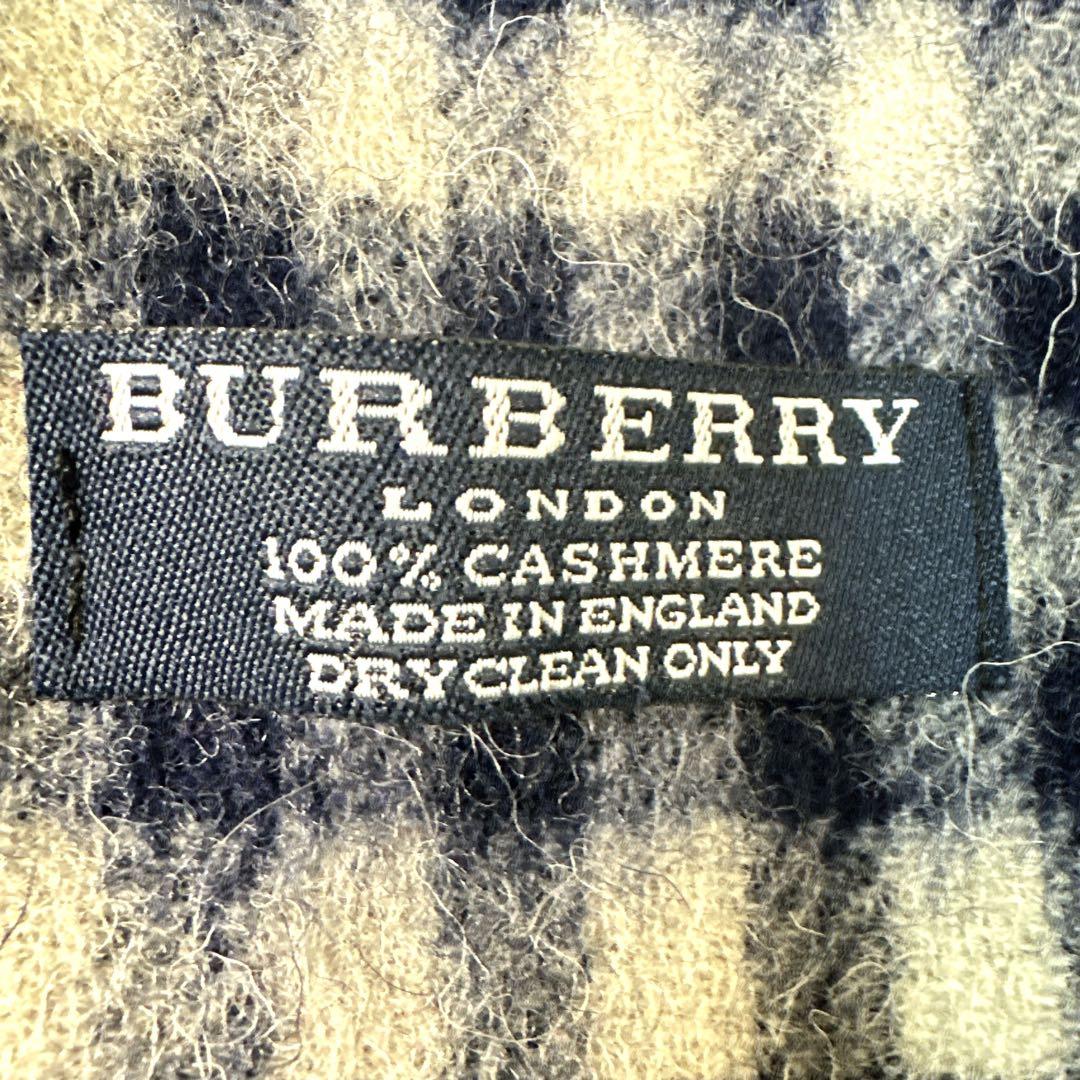 BURBERRY
LONDON
100% CASHMERE
MADE IN ENGLAND
DRY CLEAN ONLY